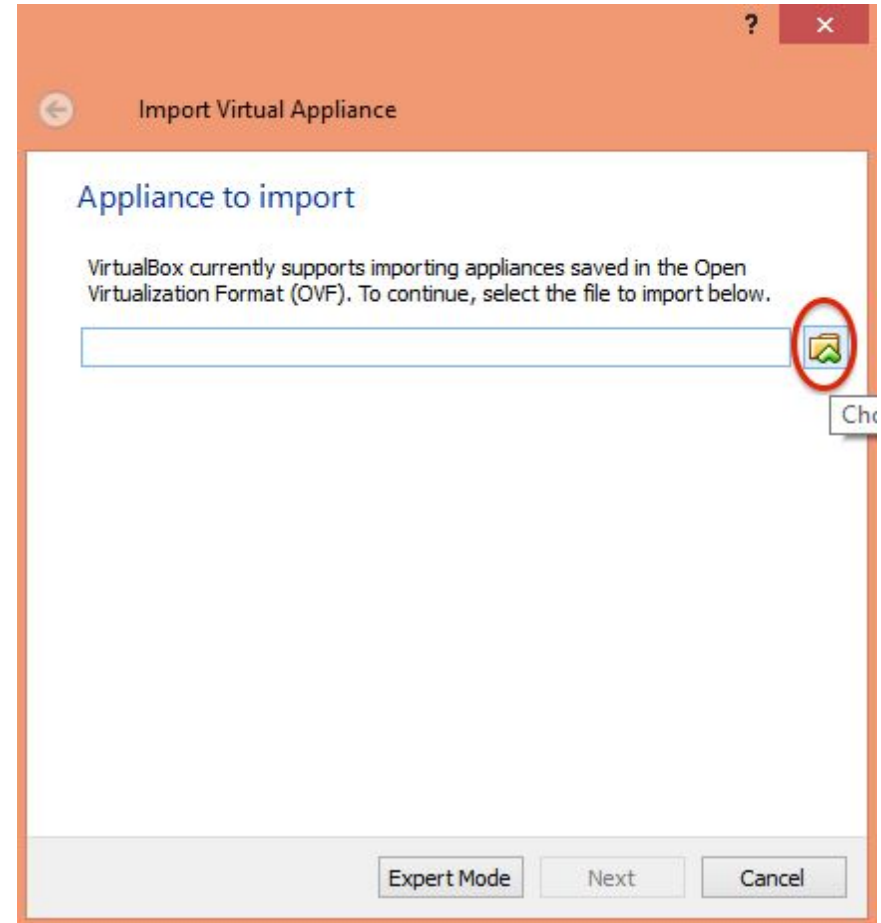 ?
Import Virtual Appliance
Appliance to import
VirtualBox currently supports importing appliances saved in the Open
Virtualization Format (OVF). To continue, select the file to import below.
Expert Mode Next Cancel